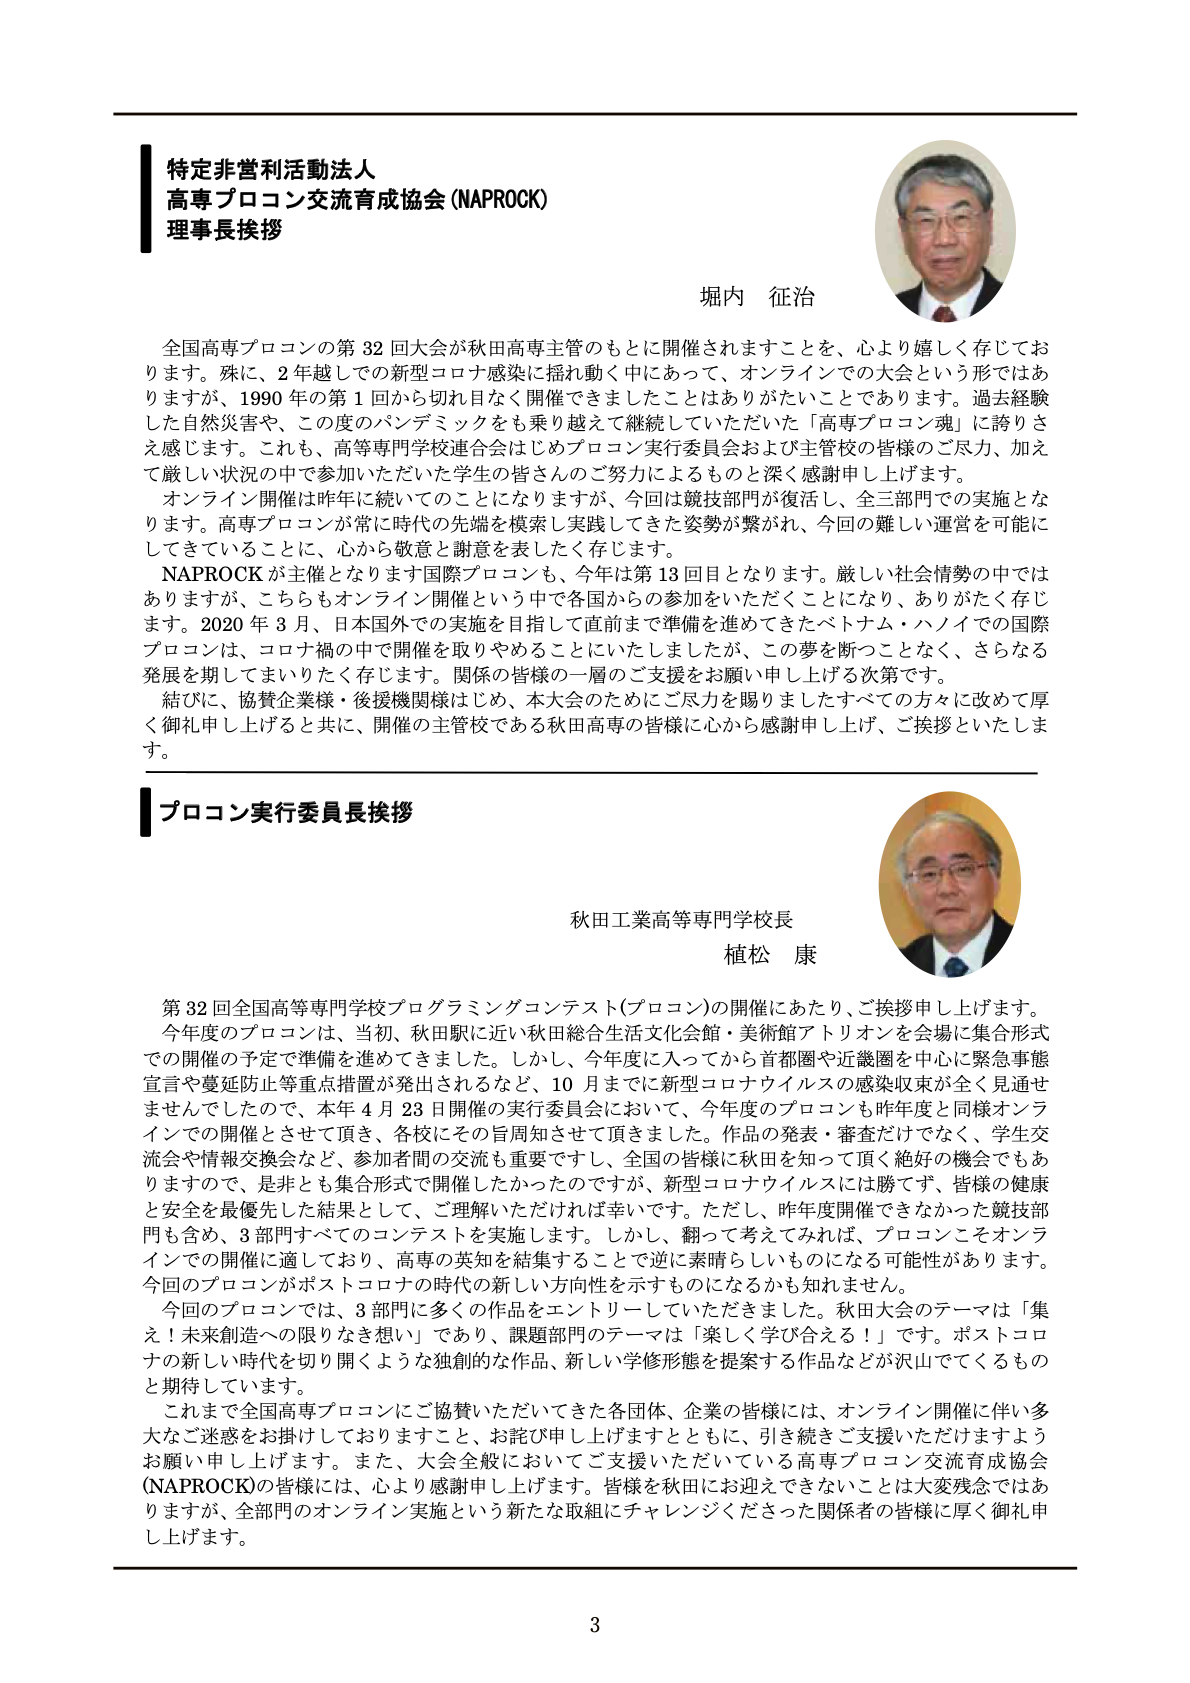 特定非営利活動法人
高専プロコン交流育成協会(NAPROCK)
理事長挨拶
堀内　征治
　全国高専プロコンの第 32 回大会が秋田高専主管のもとに開催されますことを、心より嬉しく存じてお
ります。殊に、2 年越しでの新型コロナ感染に揺れ動く中にあって、オンラインでの大会という形ではあ
りますが、1990 年の第 1 回から切れ目なく開催できましたことはありがたいことであります。過去経験
した自然災害や、この度のパンデミックをも乗り越えて継続していただいた「高専プロコン魂」に誇りさ
え感じます。これも、高等専門学校連合会はじめプロコン実行委員会および主管校の皆様のご尽力、加え
て厳しい状況の中で参加いただいた学生の皆さんのご努力によるものと深く感謝申し上げます。
　オンライン開催は昨年に続いてのことになりますが、今回は競技部門が復活し、全三部門での実施とな
ります。高専プロコンが常に時代の先端を模索し実践してきた姿勢が繋がれ、今回の難しい運営を可能に
してきていることに、心から敬意と謝意を表したく存じます。
　NAPROCK が主催となります国際プロコンも、今年は第 13 回目となります。厳しい社会情勢の中では
ありますが、こちらもオンライン開催という中で各国からの参加をいただくことになり、ありがたく存じ
ます。2020 年 3 月、日本国外での実施を目指して直前まで準備を進めてきたベトナム・ハノイでの国際
プロコンは、コロナ禍の中で開催を取りやめることにいたしましたが、この夢を断つことなく、さらなる
発展を期してまいりたく存じます。関係の皆様の一層のご支援をお願い申し上げる次第です。
　結びに、協賛企業様・後援機関様はじめ、本大会のためにご尽力を賜りましたすべての方々に改めて厚
く御礼申し上げると共に、開催の主管校である秋田高専の皆様に心から感謝申し上げ、ご挨拶といたしま
す。
プロコン実行委員長挨拶
秋田工業高等専門学校長
植松　康
　第 32 回全国高等専門学校プログラミングコンテスト(プロコン)の開催にあたり、ご挨拶申し上げます。
　今年度のプロコンは、当初、秋田駅に近い秋田総合生活文化会館・美術館アトリオンを会場に集合形式
での開催の予定で準備を進めてきました。しかし、今年度に入ってから首都圏や近畿圏を中心に緊急事態
宣言や蔓延防止等重点措置が発出されるなど、10 月までに新型コロナウイルスの感染収束が全く見通せ
ませんでしたので、本年 4 月 23 日開催の実行委員会において、今年度のプロコンも昨年度と同様オンラ
インでの開催とさせて頂き、各校にその旨周知させて頂きました。作品の発表・審査だけでなく、学生交
流会や情報交換会など、参加者間の交流も重要ですし、全国の皆様に秋田を知って頂く絶好の機会でもあ
りますので、是非とも集合形式で開催したかったのですが、新型コロナウイルスには勝てず、皆様の健康
と安全を最優先した結果として、ご理解いただければ幸いです。ただし、昨年度開催できなかった競技部
門も含め、3 部門すべてのコンテストを実施します。しかし、翻って考えてみれば、プロコンこそオンラ
インでの開催に適しており、高専の英知を結集することで逆に素晴らしいものになる可能性があります。
今回のプロコンがポストコロナの時代の新しい方向性を示すものになるかも知れません。
　今回のプロコンでは、3 部門に多くの作品をエントリーしていただきました。秋田大会のテーマは「集
え！未来創造への限りなき想い」であり、課題部門のテーマは「楽しく学び合える！」です。ポストコロ
ナの新しい時代を切り開くような独創的な作品、新しい学修形態を提案する作品などが沢山でてくるもの
と期待しています。
　これまで全国高専プロコンにご協賛いただいてきた各団体、企業の皆様には、オンライン開催に伴い多
大なご迷惑をお掛けしておりますこと、お詫び申し上げますとともに、引き続きご支援いただけますよう
お願い申し上げます。また、大会全般においてご支援いただいている高専プロコン交流育成協会
(NAPROCK)の皆様には、心より感謝申し上げます。皆様を秋田にお迎えできないことは大変残念ではあ
りますが、全部門のオンライン実施という新たな取組にチャレンジくださった関係者の皆様に厚く御礼申
し上げます。
3